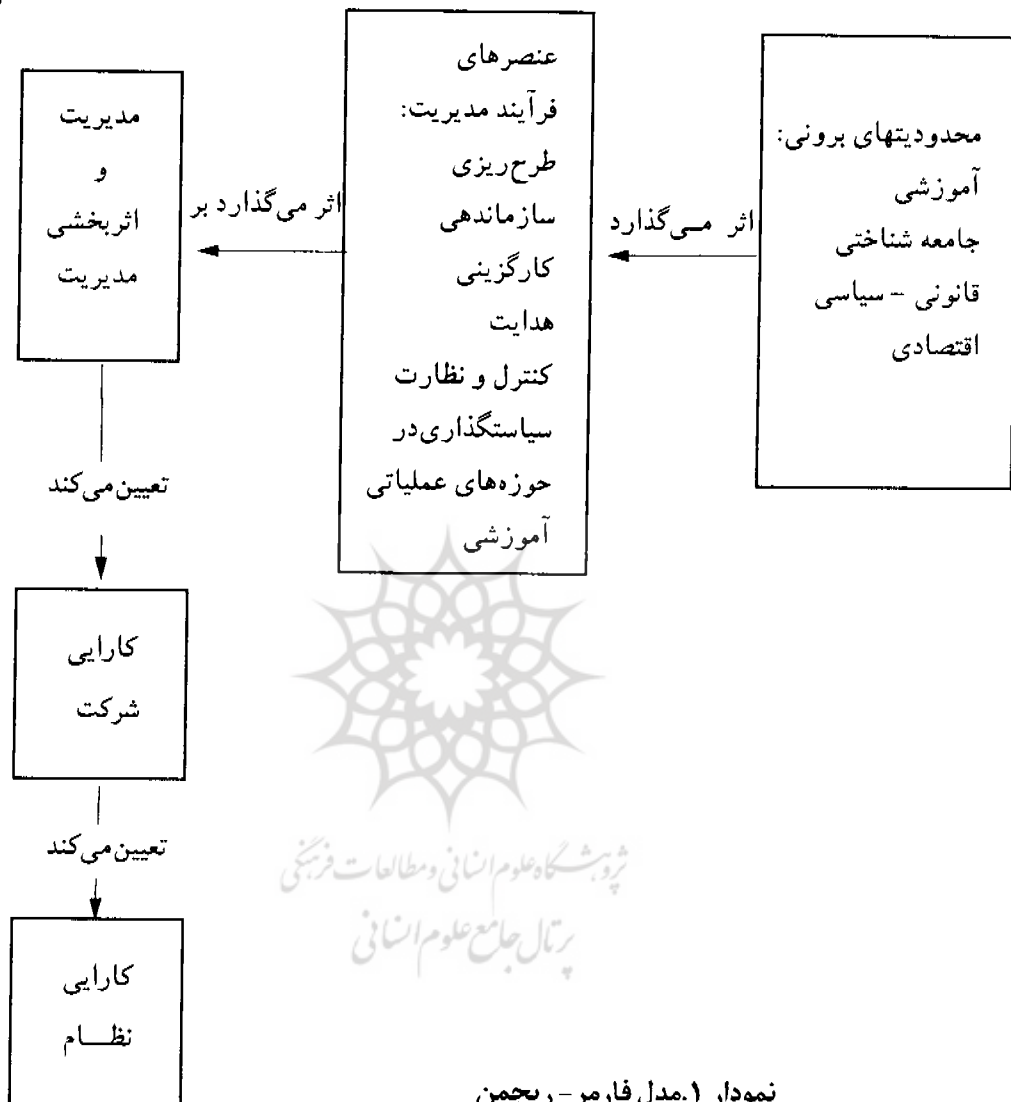 محدودیتهای برونی:
آموزشی
جامعه شناختی
قانونی - سیاسی
اقتصادی
اثر می‌گذارد
عنصرهای
فرآیند مدیریت:
طرح‌ریزی
سازماندهی
کارگزینی
هدایت
کنترل و نظارت
سیاستگذاری‌در
حوزه‌های عملیاتی
آموزشی
اثر می‌گذارد بر
مدیریت
و
اثربخشی
مدیریت
تعیین‌می‌کند
کارایی
شرکت
تعیین‌می‌کند
کارایی
نظام
پژوهشگاه علوم انسانی و مطالعات فرهنگی
پرتال جامع علوم انسانی
نمودار ۱.مدل فارمر - ریچمن